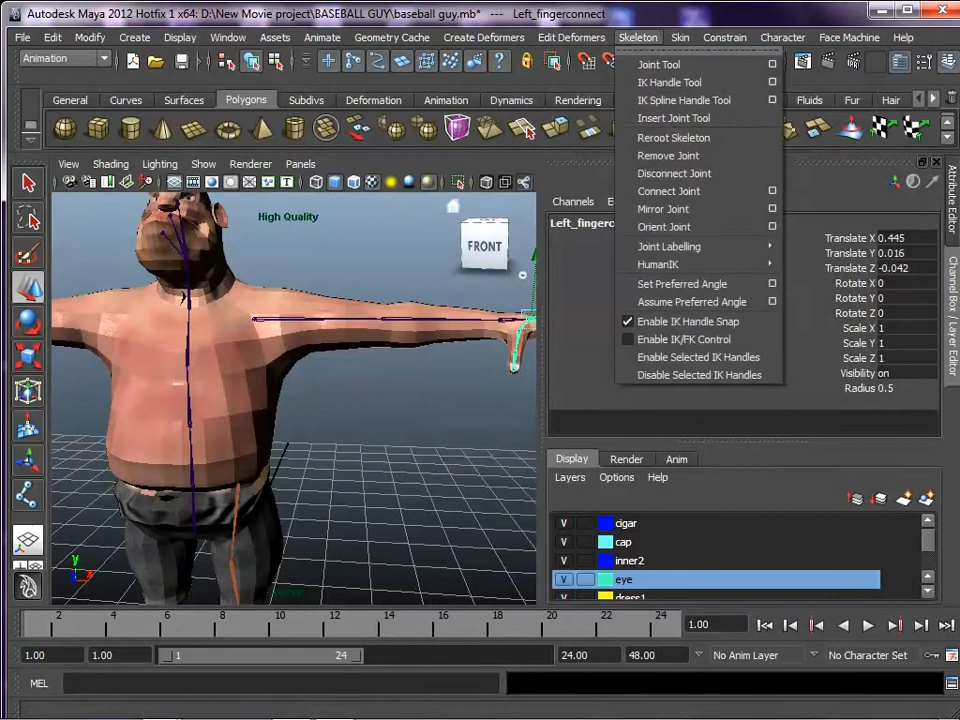 Autodesk Maya 2012 Hotfix 1 x64: D:\New Movie project\BASEBALL GUY\baseball guy.mb* --- Left_fingerconnect
File Edit Modify Create Display Window Assets Animate Geometry Cache Create Deformers Edit Deformers Skeleton Skin Constrain Character Face Machine Help
Animation
General Curves Surfaces Polygons Subdivs Deformation Animation Dynamics Rendering Fluids Fur Hair
View Shading Lighting Show Renderer Panels
High Quality
FRONT
y
Joint Tool
IK Handle Tool
IK Spline Handle Tool
Insert Joint Tool
Reroot Skeleton
Remove Joint
Disconnect Joint
Connect Joint
Mirror Joint
Orient Joint
Joint Labelling
HumanIK
Set Preferred Angle
Assume Preferred Angle
Enable IK Handle Snap
Enable IK/FK Control
Enable Selected IK Handles
Disable Selected IK Handles
Channels E
Left_fingerc
Translate X 0.445
Translate Y 0.016
Translate Z -0.042
Rotate X 0
Rotate Y 0
Rotate Z 0
Scale X 1
Scale Y 1
Scale Z 1
Visibility on
Radius 0.5
Attribute Editor
Channel Box / Layer Editor
Display Render Anim
Layers Options Help
V cigar
V cap
V inner2
V eye
V dress1
2 4 6 8 10 12 14 16 18 20 22 24 1.00
1.00 1.00 1 24 24.00 48.00 No Anim Layer No Character Set
MEL